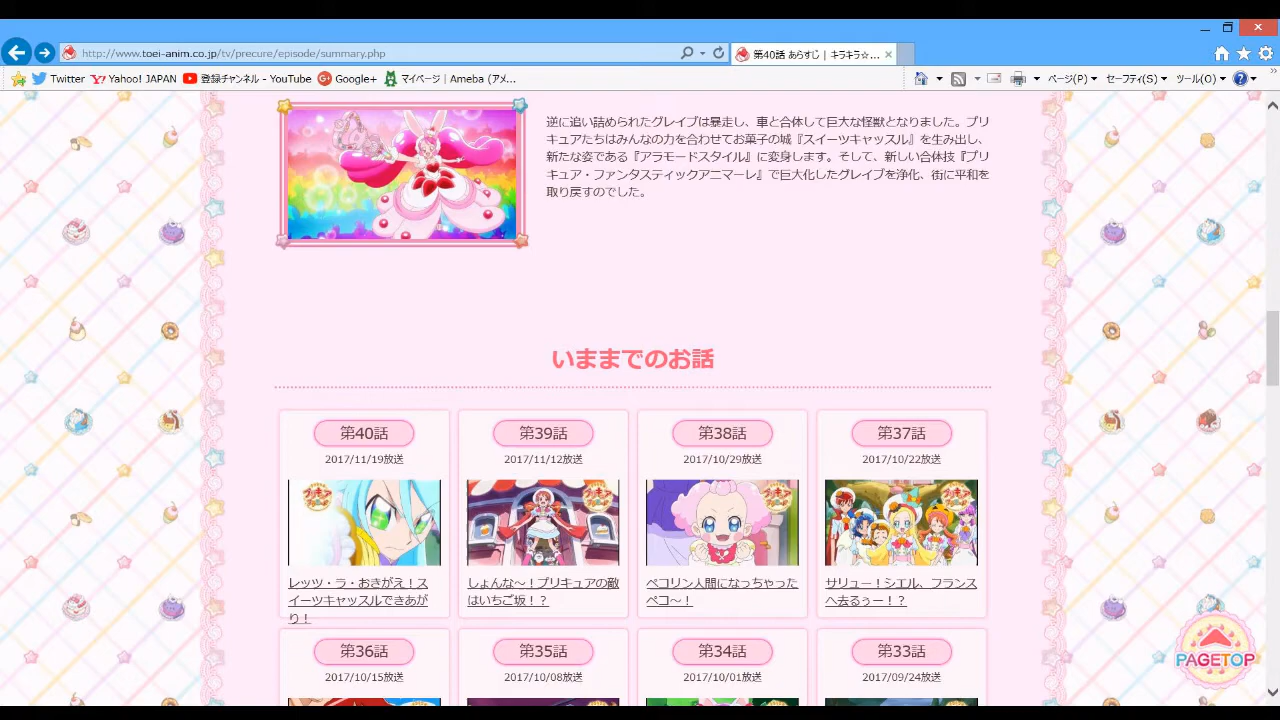 http://www.toei-anim.co.jp/tv/precure/episode/summary.php
第40話 あらすじ | キラキラ☆...
Twitter
Yahoo! JAPAN
登録チャンネル - YouTube
Google+
マイページ | Ameba (アメ...
ページ(P)
セーフティ(S)
ツール(O)
逆に追い詰められたグレイブは暴走し、車と合体して巨大な怪獣となりました。プリ
キュアたちはみんなの力を合わせてお菓子の城『スイーツキャッスル』を生み出し、
新たな姿である『アラモードスタイル』に変身します。そして、新しい合体技『プリ
キュア・ファンタスティックアニマーレ』で巨大化したグレイブを浄化、街に平和を
取り戻すのでした。
いままでのお話
第40話
2017/11/19放送
レッツ・ラ・おきがえ！ス
イーツキャッスルできあが
り！
第39話
2017/11/12放送
しょんな～！プリキュアの敵
はいちご坂！？
第38話
2017/10/29放送
ペコリン人間になっちゃった
ペコ～！
第37話
2017/10/22放送
サリュー！シエル、フランス
へ去るぅー！？
第36話
2017/10/15放送
第35話
2017/10/08放送
第34話
2017/10/01放送
第33話
2017/09/24放送
PAGETOP